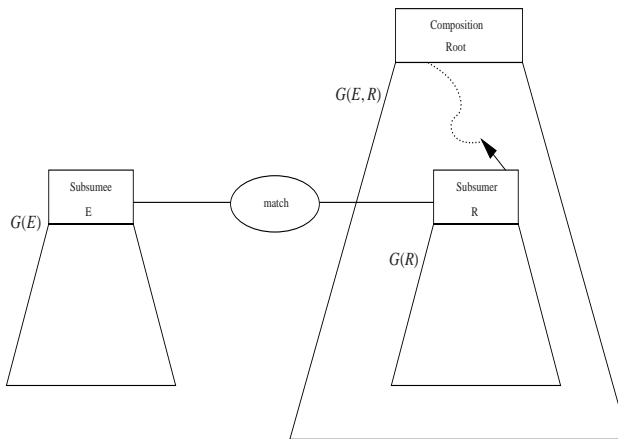 Composition
Root
G(E, R)
Subsumee
E
match
Subsumer
R
G(E)
G(R)